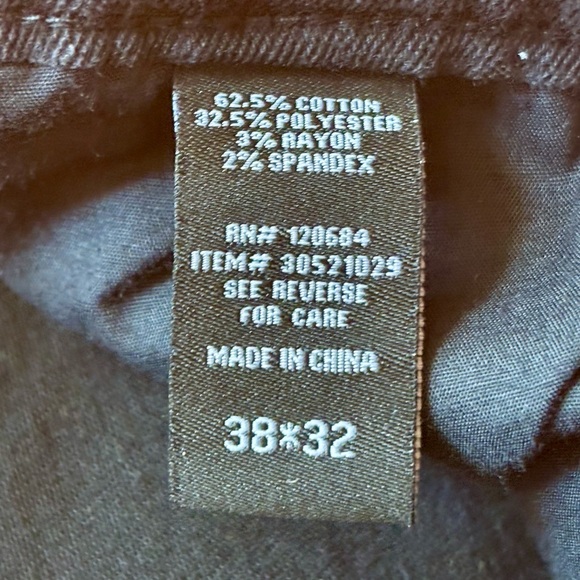 62.5% COTTON
32.5% POLYESTER
3% RAYON
2% SPANDEX
RN# 120684
ITEM# 30521029
SEE REVERSE
FOR CARE
MADE IN CHINA
38*32